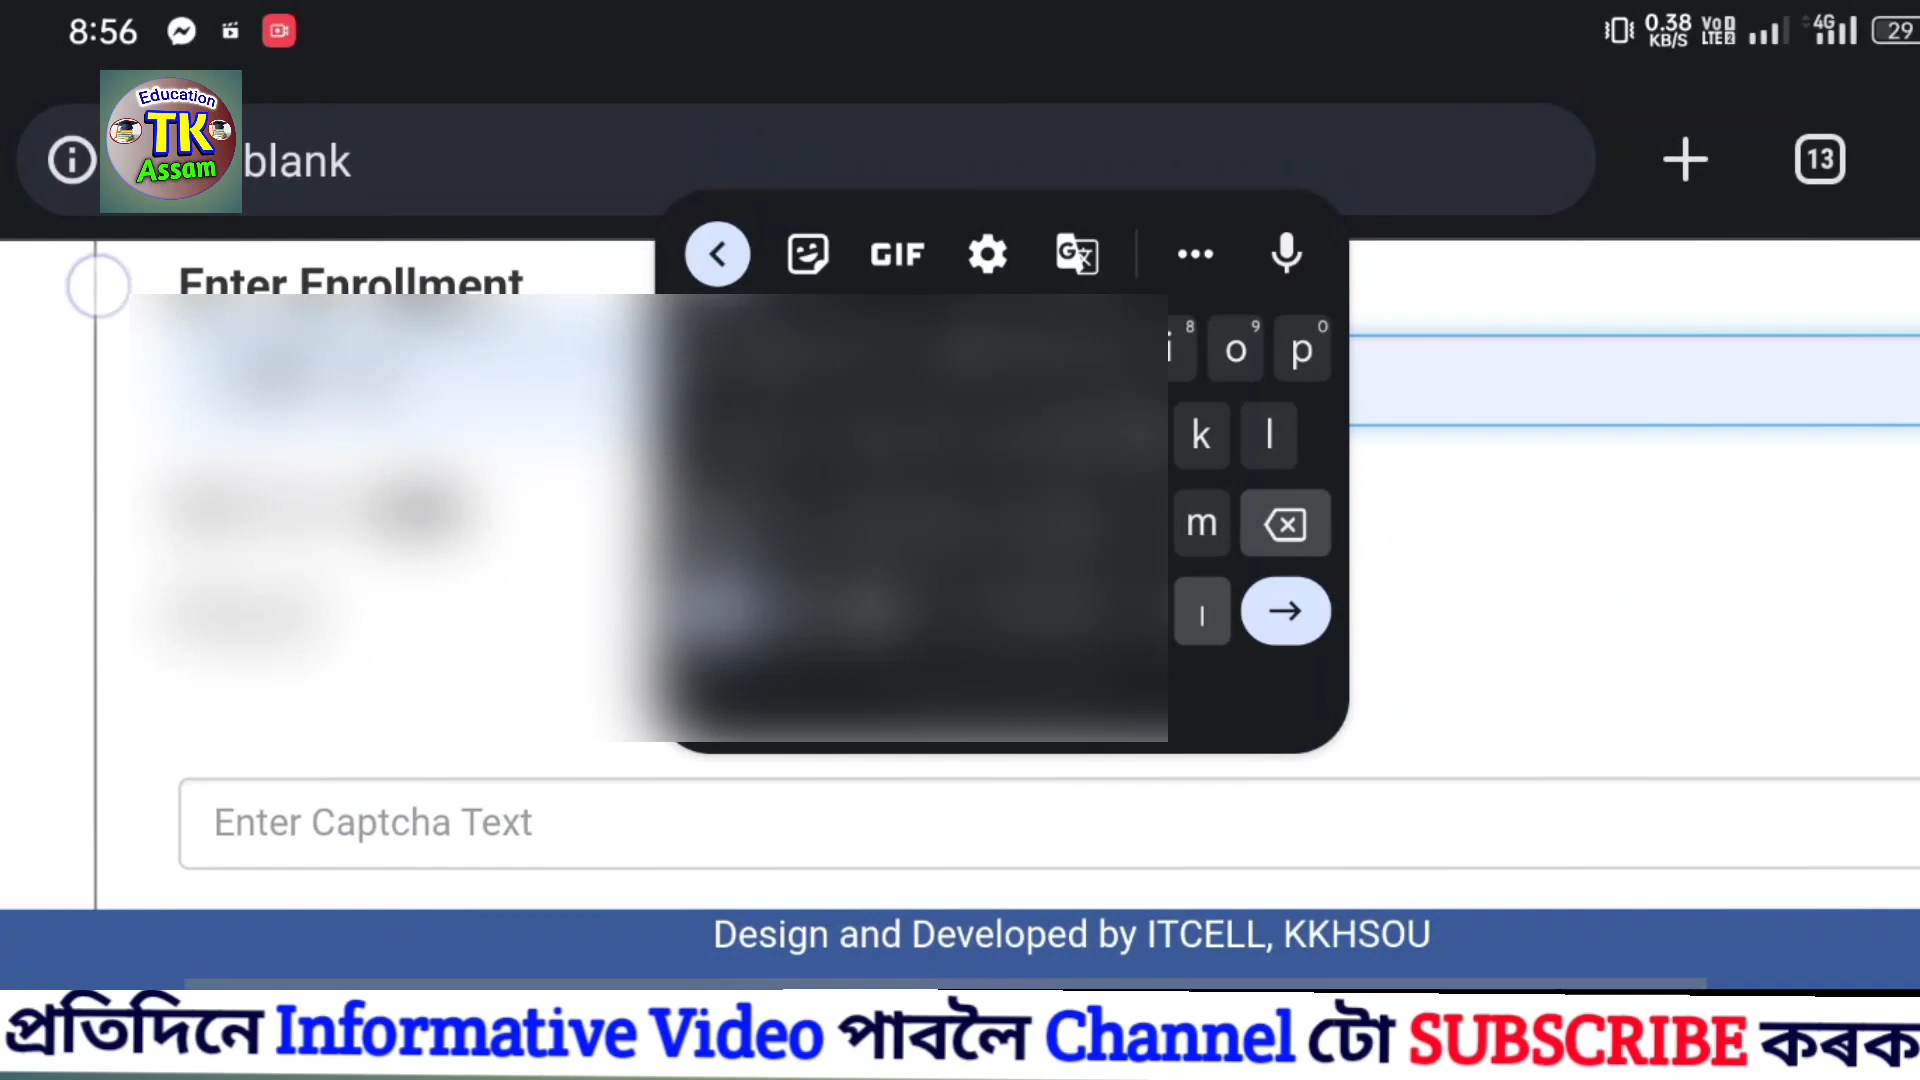 8:56
0.38 KB/S
VoD LTE2
4G
29
Education
TK
Assam
blank
13
GIF
Enter Enrollment
8
i
9
o
0
p
k
l
m
।
Enter Captcha Text
Design and Developed by ITCELL, KKHSOU
প্ৰতিদিনে Informative Video পাবলৈ Channel টো SUBSCRIBE কৰক